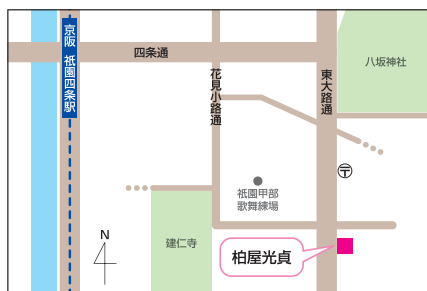 京阪 祇園四条駅
四条通
花見小路通
東大路通
八坂神社
〒
祇園甲部
歌舞練場
建仁寺
N
柏屋光貞